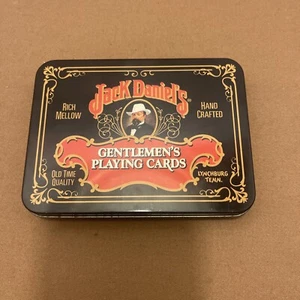 Jack Daniel's
RICH
MELLOW
HAND
CRAFTED
GENTLEMEN'S
PLAYING CARDS
OLD TIME
QUALITY
LYNCHBURG
TENN.